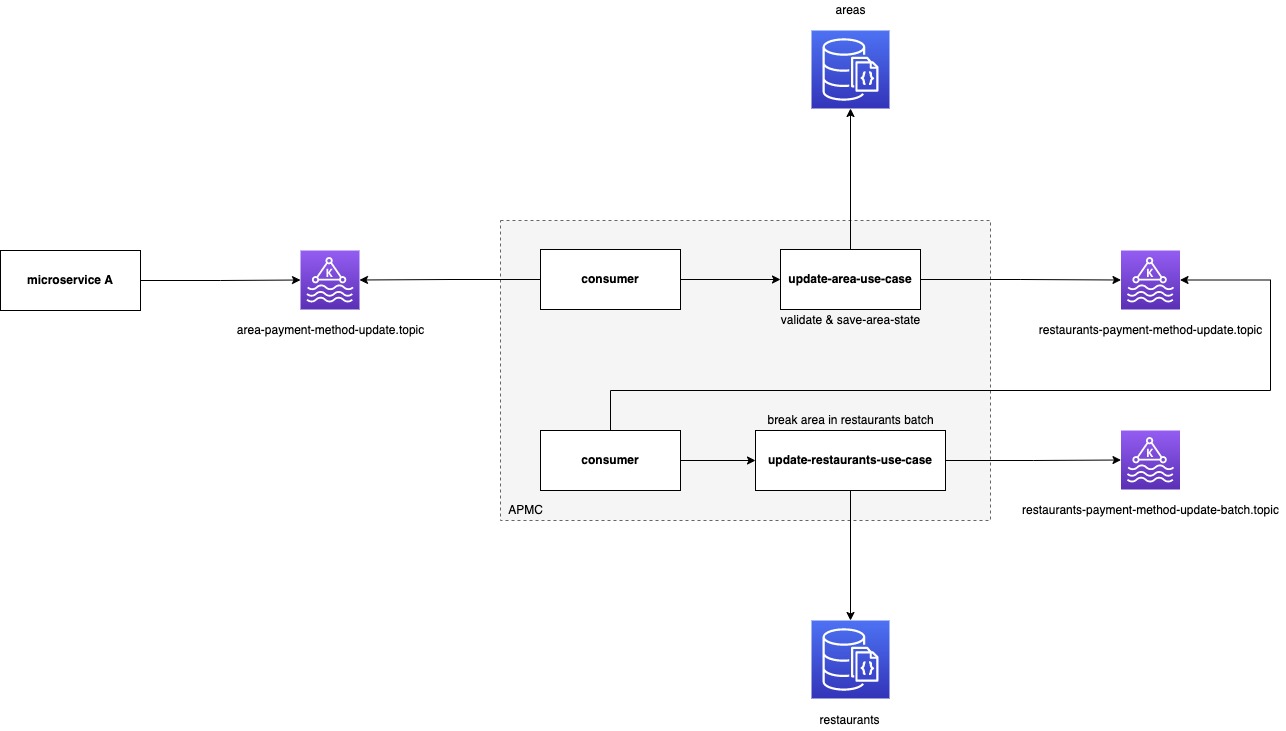 areas
microservice A
consumer
update-area-use-case
K
K
validate & save-area-state
area-payment-method-update.topic
restaurants-payment-method-update.topic
break area in restaurants batch
consumer
update-restaurants-use-case
K
APMC
restaurants-payment-method-update-batch.topic
restaurants